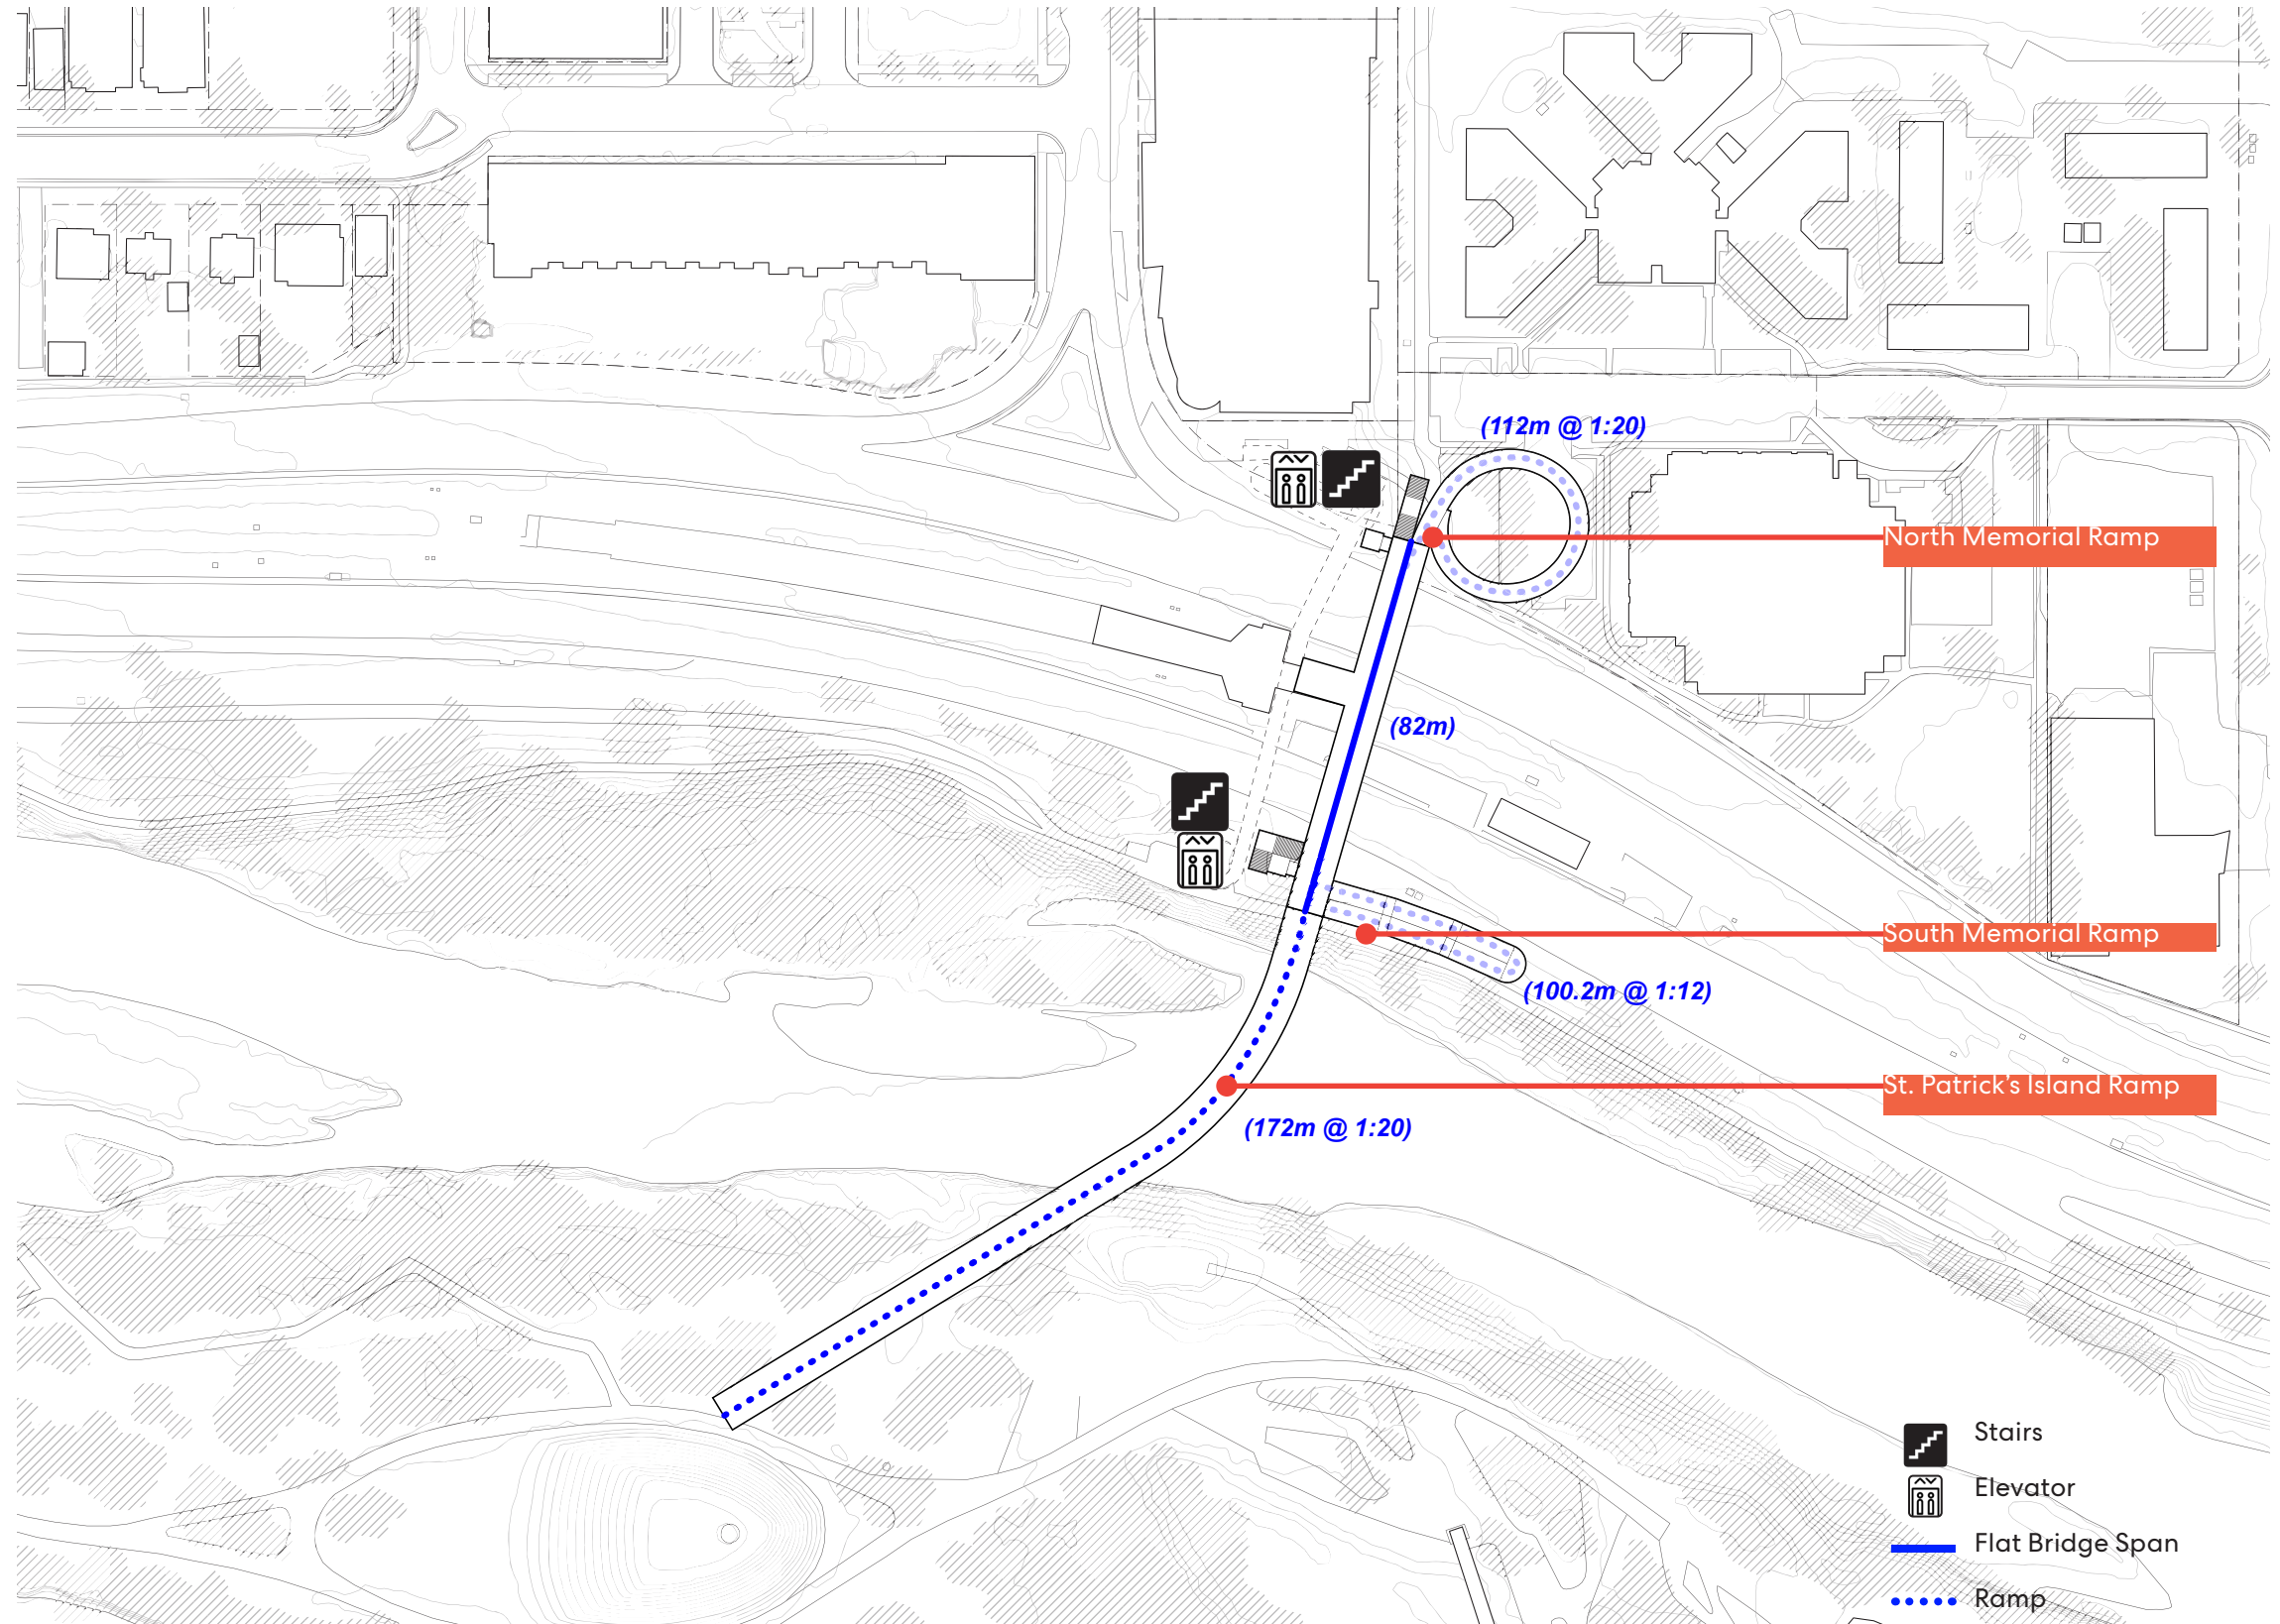 (112m @ 1:20)
North Memorial Ramp
(82m)
South Memorial Ramp
(100.2m @ 1:12)
St. Patrick's Island Ramp
(172m @ 1:20)
Stairs
Elevator
Flat Bridge Span
Ramp